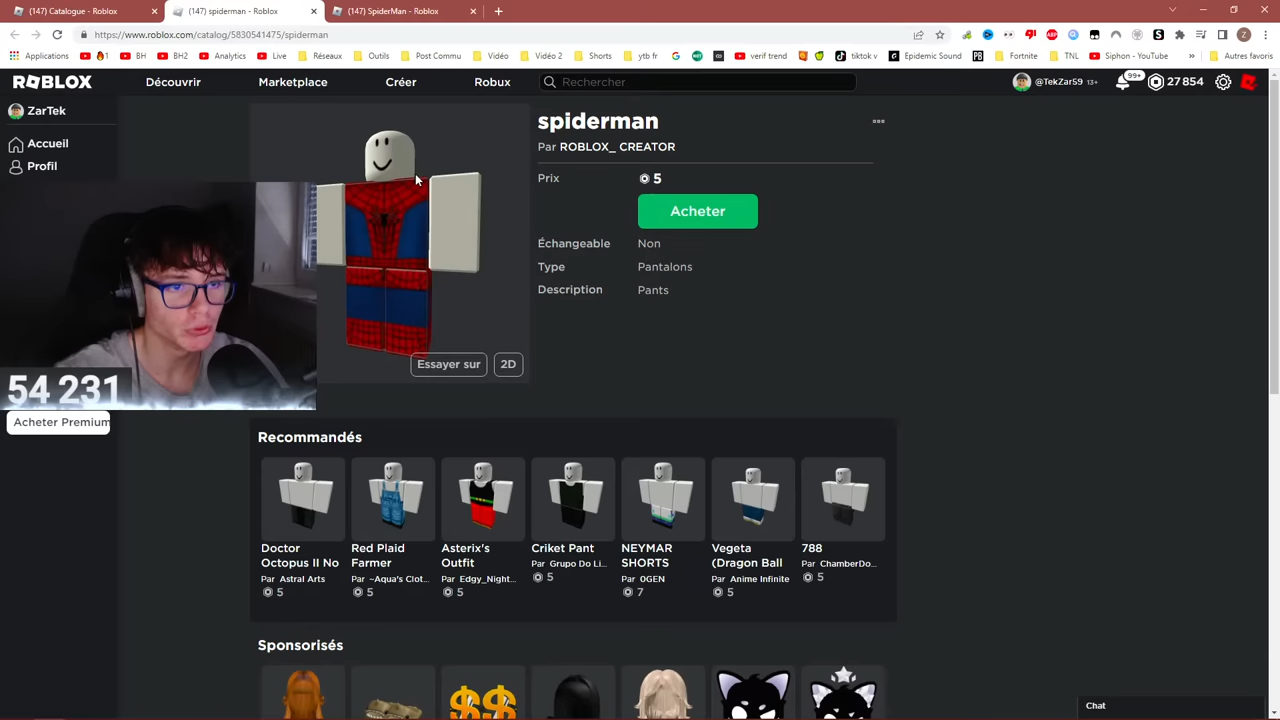 (147) Catalogue - Roblox
(147) spiderman - Roblox
(147) SpiderMan - Roblox
https://www.roblox.com/catalog/5830541475/spiderman
Applications
(1
BH
BH2
Analytics
Live
Réseaux
Outils
Post Commu
Vidéo
Vidéo 2
Shorts
ytb fr
verif trend
tiktok v
Epidemic Sound
Fortnite
TNL
Siphon - YouTube
»
Autres favoris
ROBLOX
Découvrir
Marketplace
Créer
Robux
Rechercher
@TekZar59 13+
99+
27 854
ZarTek
Accueil
Profil
54 231
Acheter Premium
spiderman
Par ROBLOX_ CREATOR
Prix
5
Acheter
Échangeable
Non
Type
Pantalons
Description
Pants
Essayer sur
2D
Recommandés
Doctor
Octopus II No
Par Astral Arts
5
Red Plaid
Farmer
Par ~Aqua's Clot...
5
Asterix's
Outfit
Par Edgy_Night...
5
Criket Pant
Par Grupo Do Li...
5
NEYMAR
SHORTS
Par 0GEN
7
Vegeta
(Dragon Ball
Par Anime Infinite
5
788
Par ChamberDo...
5
Sponsorisés
Chat